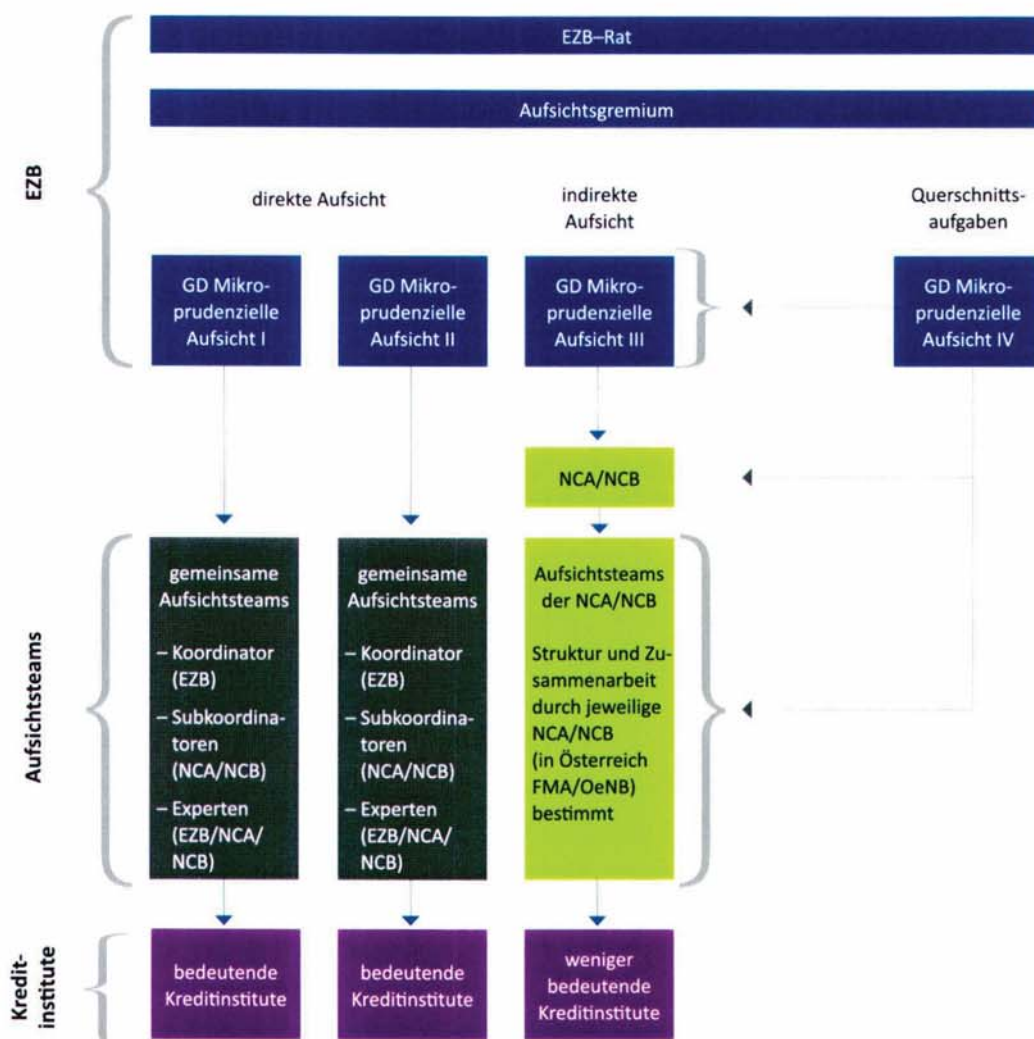 EZB–Rat
Aufsichtsgremium
EZB
direkte Aufsicht
indirekte
Aufsicht
Querschnitts-
aufgaben
GD Mikro-
prudenzielle
Aufsicht I
GD Mikro-
prudenzielle
Aufsicht II
GD Mikro-
prudenzielle
Aufsicht III
GD Mikro-
prudenzielle
Aufsicht IV
NCA/NCB
Aufsichtsteams
gemeinsame
Aufsichtsteams
– Koordinator
(EZB)
– Subkoordina-
toren
(NCA/NCB)
– Experten
(EZB/NCA/
NCB)
gemeinsame
Aufsichtsteams
– Koordinator
(EZB)
– Subkoordina-
toren
(NCA/NCB)
– Experten
(EZB/NCA/
NCB)
Aufsichtsteams
der NCA/NCB
Struktur und Zu-
sammenarbeit
durch jeweilige
NCA/NCB
(in Österreich
FMA/OeNB)
bestimmt
Kredit-
institute
bedeutende
Kreditinstitute
bedeutende
Kreditinstitute
weniger
bedeutende
Kreditinstitute